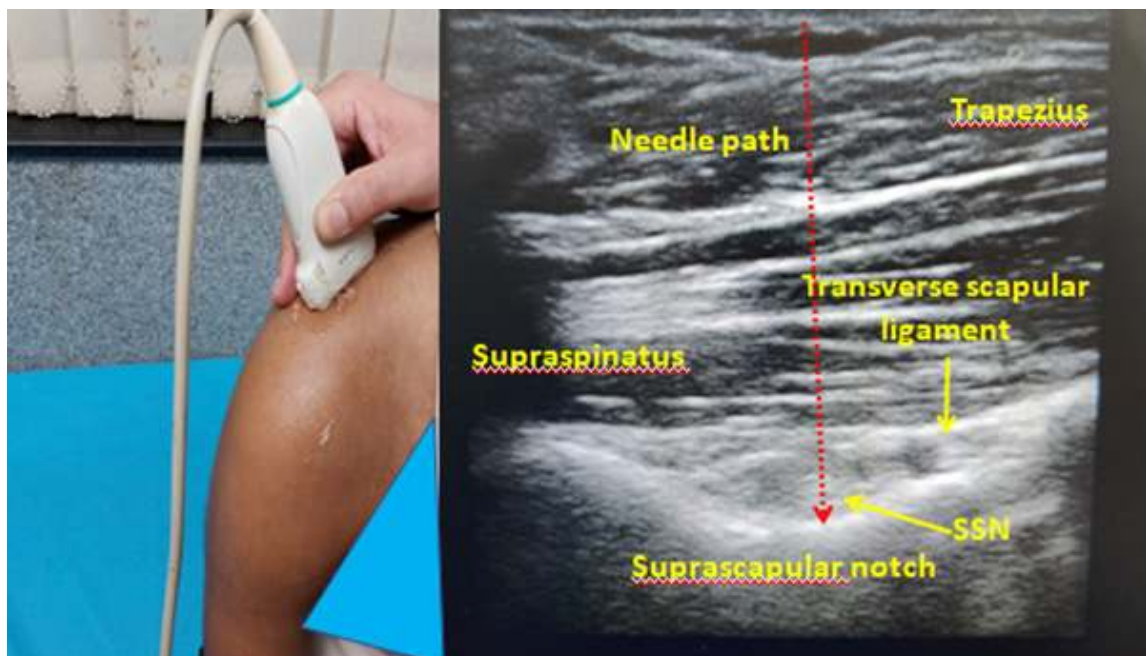 Trapezius
Needle path
Transverse scapular
ligament
Supraspinatus
SSN
Suprascapular notch